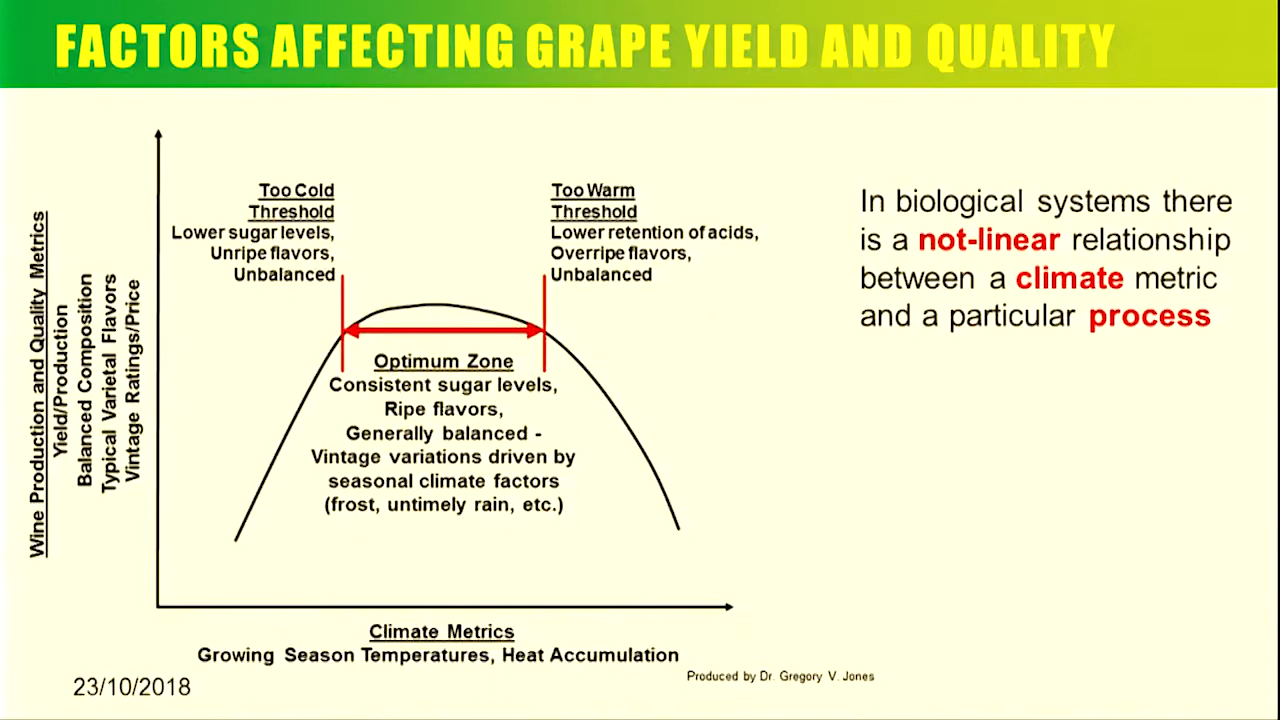 FACTORS AFFECTING GRAPE YIELD AND QUALITY
Wine Production and Quality Metrics
Yield/Production
Balanced Composition
Typical Varietal Flavors
Vintage Ratings/Price
Too Cold
Threshold
Lower sugar levels,
Unripe flavors,
Unbalanced
Too Warm
Threshold
Lower retention of acids,
Overripe flavors,
Unbalanced
Optimum Zone
Consistent sugar levels,
Ripe flavors,
Generally balanced -
Vintage variations driven by
seasonal climate factors
(frost, untimely rain, etc.)
Climate Metrics
Growing Season Temperatures, Heat Accumulation
In biological systems there
is a not-linear relationship
between a climate metric
and a particular process
Produced by Dr. Gregory V. Jones
23/10/2018